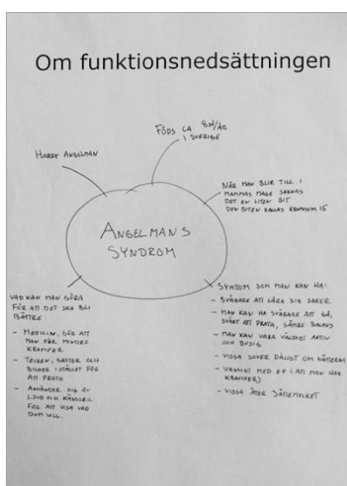 Om funktionsnedsättningen
FÖDS CA 8ST/ÅR
I SVERIGE
HARRY ANGELMAN
NÄR MAN BLIR TILL I
MAMMAS MAGE SAKNAS
DET EN LITEN BIT
DEN BITEN KALLAS KROMOSOM 15
ANGELMANS
SYNDROM
VAD KAN MAN GÖRA
FÖR ATT DET SKA BLI
BÄTTRE:
- MEDICIN, GÖR ATT
MAN FÅR MINDRE
KRAMPER
- TECKEN, GESTER OCH
BILDER ISTÄLLET FÖR
ATT PRATA
- ANVÄNDER SIG AV
LJUD OCH KÄNSLOR
FÖR ATT VISA VAD
DOM VILL.
SYMTOM SOM MAN KAN HA:
- SVÅRARE ATT LÄRA SIG SAKER
- MAN KAN HA SVÅRARE ATT GÅ,
SVÅRT ATT PRATA, SÄMRE BALANS
- MAN KAN VARA VÄLDIGT AKTIV
OCH BUSIG
- VISSA SOVER DÅLIGT OM NÄTTERNA
- VANLIGT MED EP (ATT MAN HAR
KRAMPER)
- VISSA ÄTER JÄTTEMYCKET